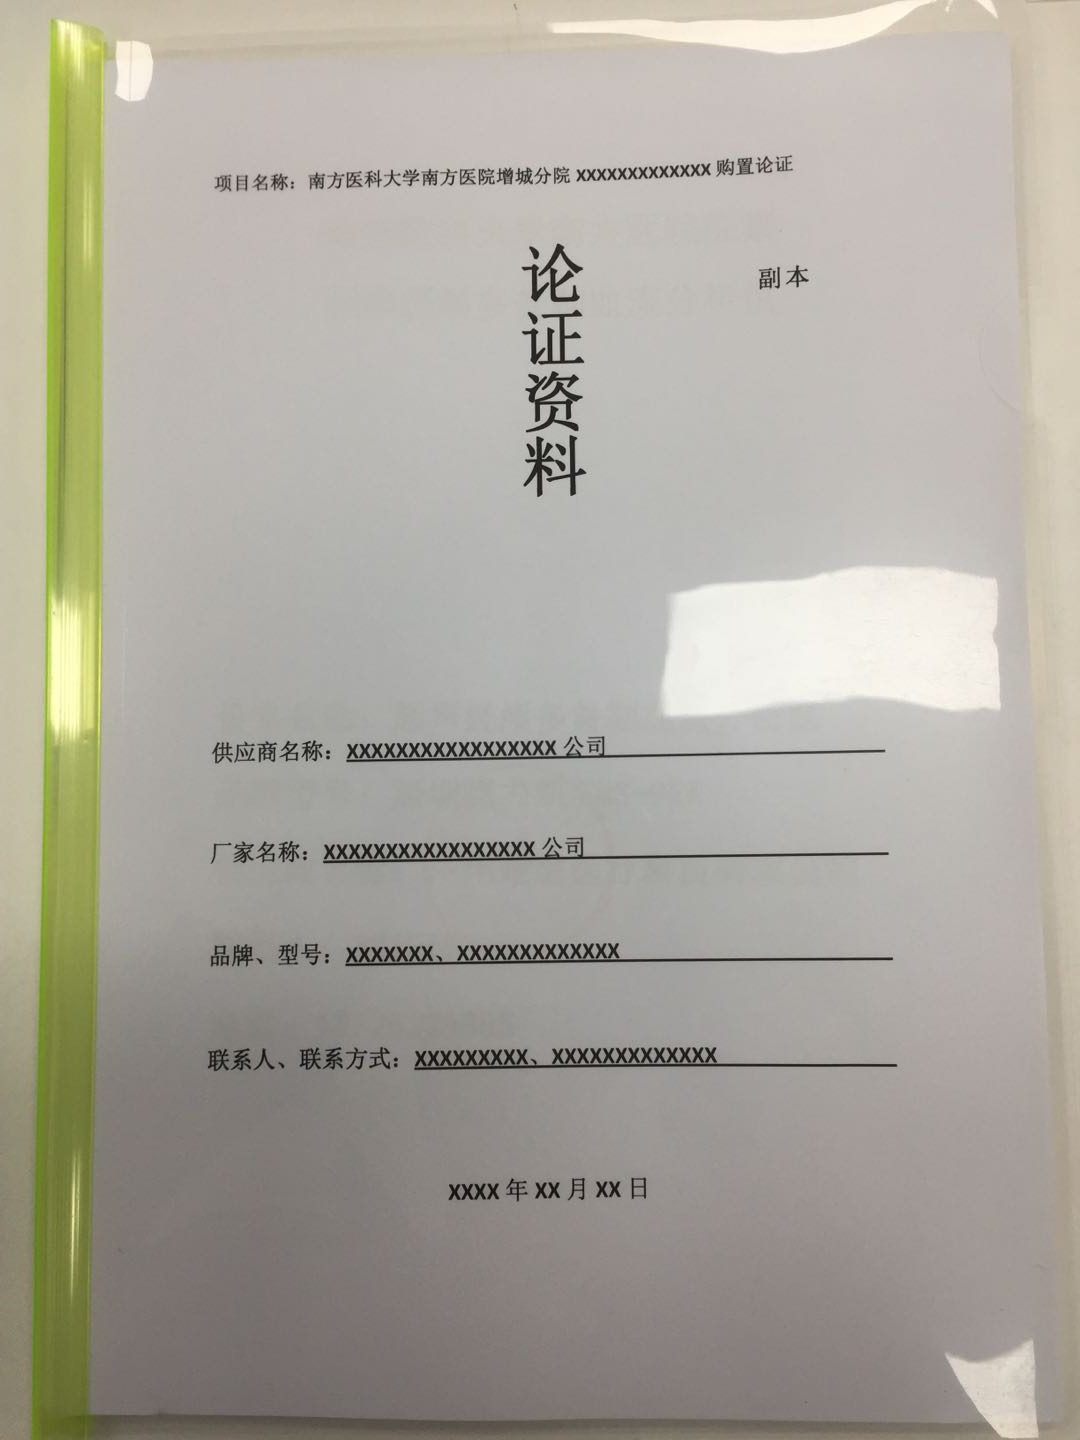 项目名称：南方医科大学南方医院增城分院 XXXXXXXXXXXXX 购置论证
副本
论证资料
供应商名称：XXXXXXXXXXXXXXXXX 公司
厂家名称：XXXXXXXXXXXXXXXXX 公司
品牌、型号：XXXXXXX、XXXXXXXXXXXXX
联系人、联系方式：XXXXXXXXX、XXXXXXXXXXXXX
XXXX 年 XX 月 XX 日